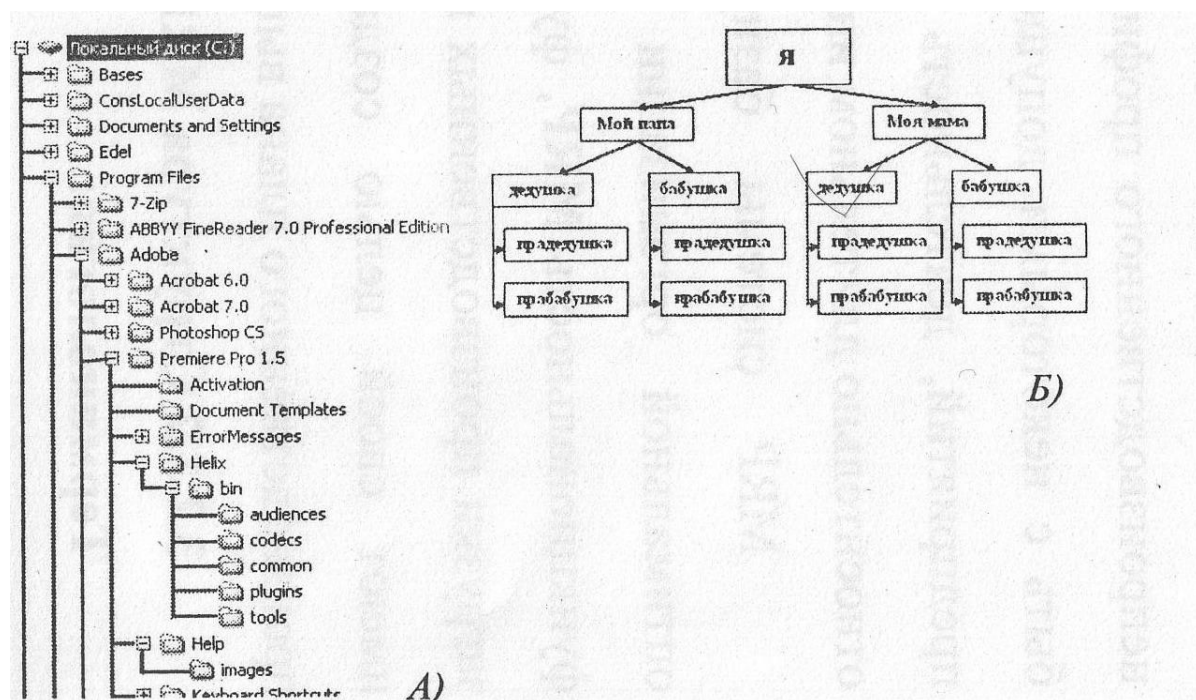 Локальный диск (C:)
Bases
ConsLocalUserData
Documents and Settings
Edel
Program Files
7-Zip
ABBYY FineReader 7.0 Professional Edition
Adobe
Acrobat 6.0
Acrobat 7.0
Photoshop CS
Premiere Pro 1.5
Activation
Document Templates
ErrorMessages
Helix
bin
audiences
codecs
common
plugins
tools
Help
images
Keyboard Shortcuts
А)
Я
Мой папа
Моя мама
дедушка
бабушка
дедушка
бабушка
прадедушка
прадедушка
прадедушка
прадедушка
прабабушка
прабабушка
прабабушка
прабабушка
Б)